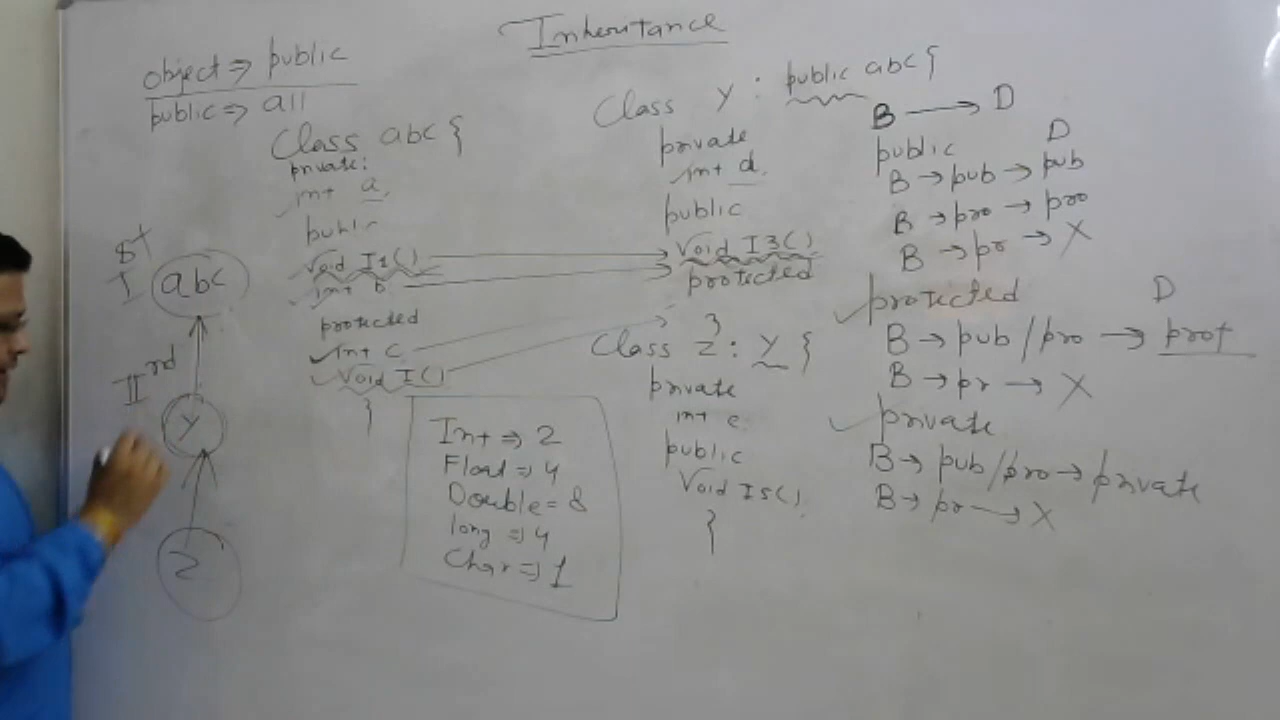 Inheritance
object => public
public => all
Class abc {
private:
int a,
public
Void I1()
int b
protected
int c
Void I()
}
Ist
abc
IInd
y
Z
Int => 2
Float => 4
Double = 8
long => 4
Char => 1
Class y : public abc {
private
int d,
public
Void I3()
protected
}
Class Z : y {
private
int e
public
Void I5()
}
B → D
public D
B → pub → pub
B → pro → pro
B → pr → X
protected D
B → pub/pro → prot
B → pr → X
private
B → pub/pro → private
B → pr → X